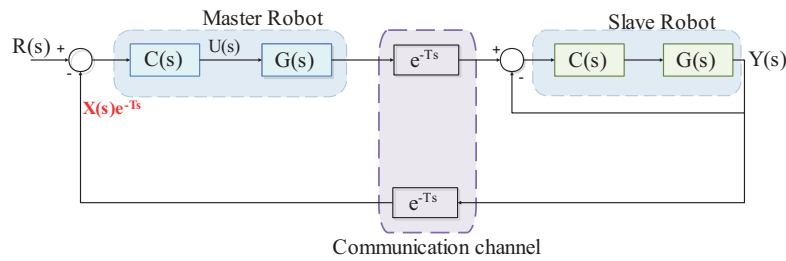 Master Robot
Slave Robot
R(s)
+
-
C(s)
U(s)
G(s)
e-Ts
+
-
C(s)
G(s)
Y(s)
X(s)e-Ts
e-Ts
Communication channel